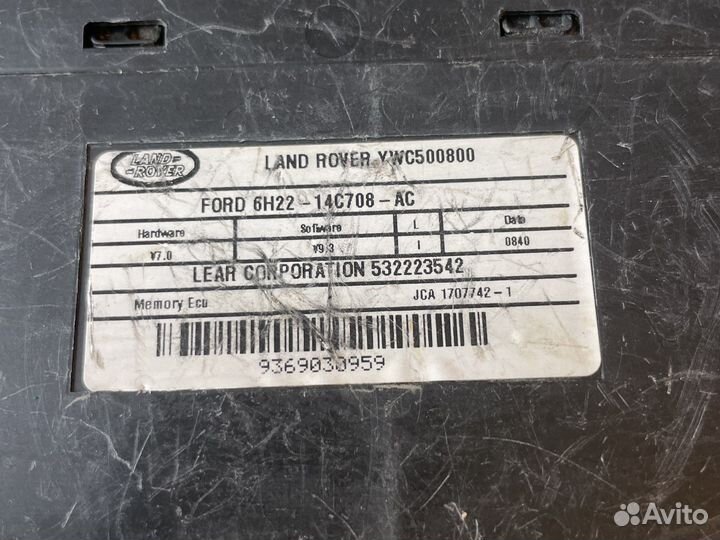 LAND-
-ROVER
LAND ROVER YWC500800
FORD 6H22-14C708-AC
Hardware Software L Data
V7.0 V9.3 I 0840
LEAR CORPORATION 532223542
Memory Ecu JCA 1707742-1
9369030959
Avito